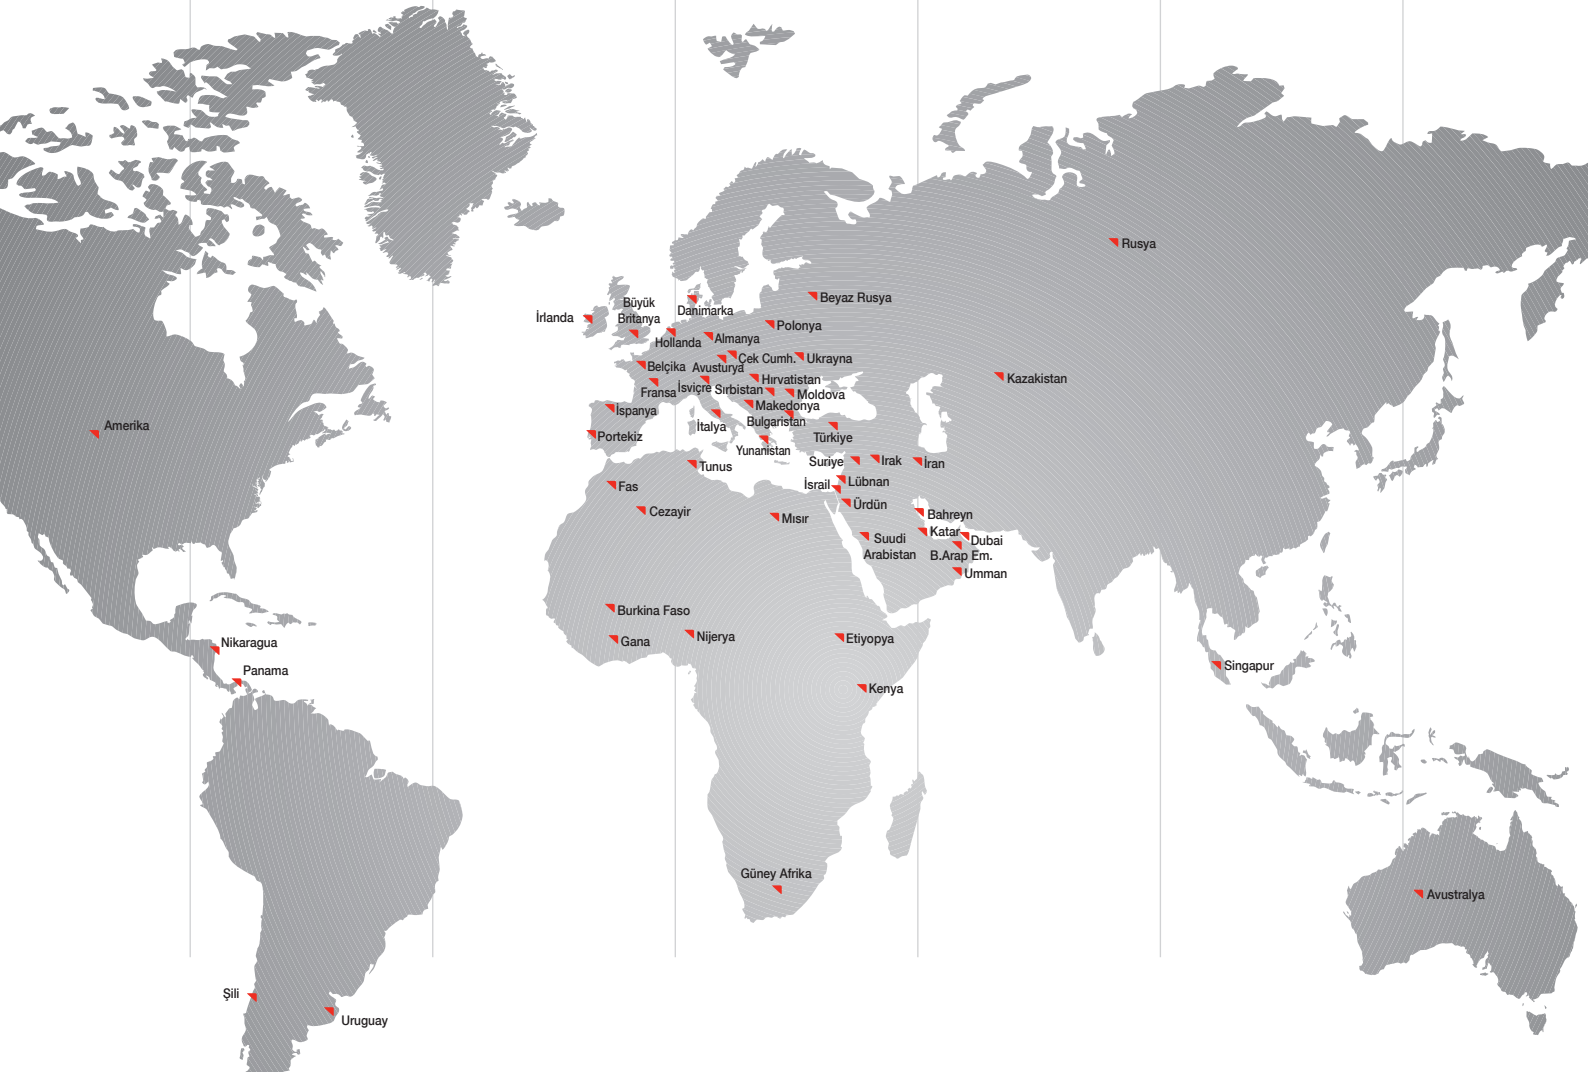 Rusya
Beyaz Rusya
Büyük
Britanya
Danimarka
İrlanda
Polonya
Hollanda
Almanya
Çek Cumh.
Ukrayna
Belçika
Avusturya
Kazakistan
Hırvatistan
Fransa
İsviçre
Sırbistan
Moldova
Makedonya
İspanya
Bulgaristan
İtalya
Amerika
Portekiz
Türkiye
Yunanistan
Suriye
Irak
İran
Tunus
İsrail
Lübnan
Fas
Ürdün
Cezayir
Mısır
Bahreyn
Katar
Dubai
Suudi
Arabistan
B.Arap Em.
Umman
Burkina Faso
Gana
Nijerya
Etiyopya
Nikaragua
Panama
Singapur
Kenya
Güney Afrika
Avustralya
Şili
Uruguay